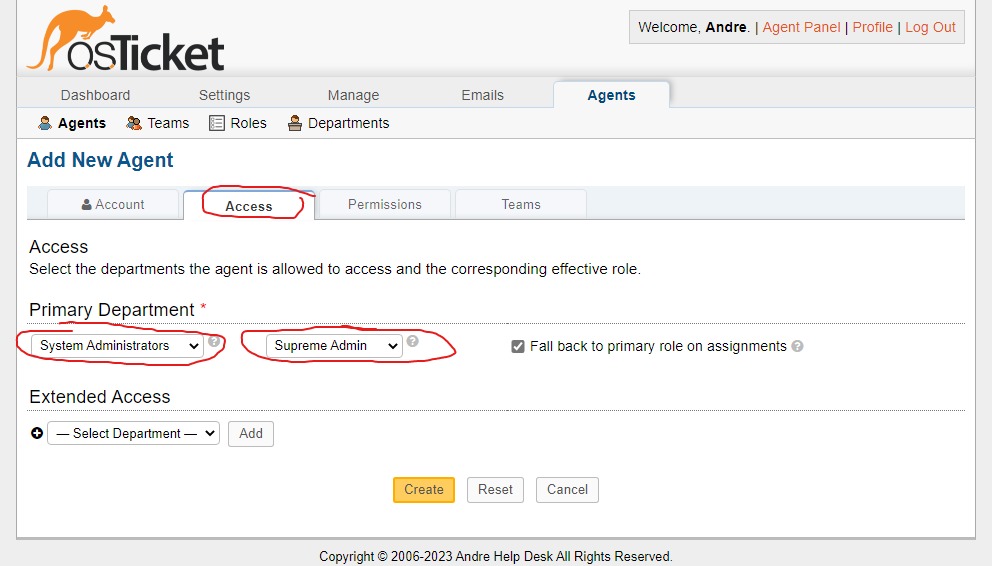 osTicket
Welcome, Andre. | Agent Panel | Profile | Log Out
Dashboard Settings Manage Emails Agents
Agents Teams Roles Departments
Add New Agent
Account Access Permissions Teams
Access
Select the departments the agent is allowed to access and the corresponding effective role.
Primary Department *
System Administrators ? Supreme Admin ? Fall back to primary role on assignments ?
Extended Access
— Select Department — Add
Create Reset Cancel
Copyright © 2006-2023 Andre Help Desk All Rights Reserved.